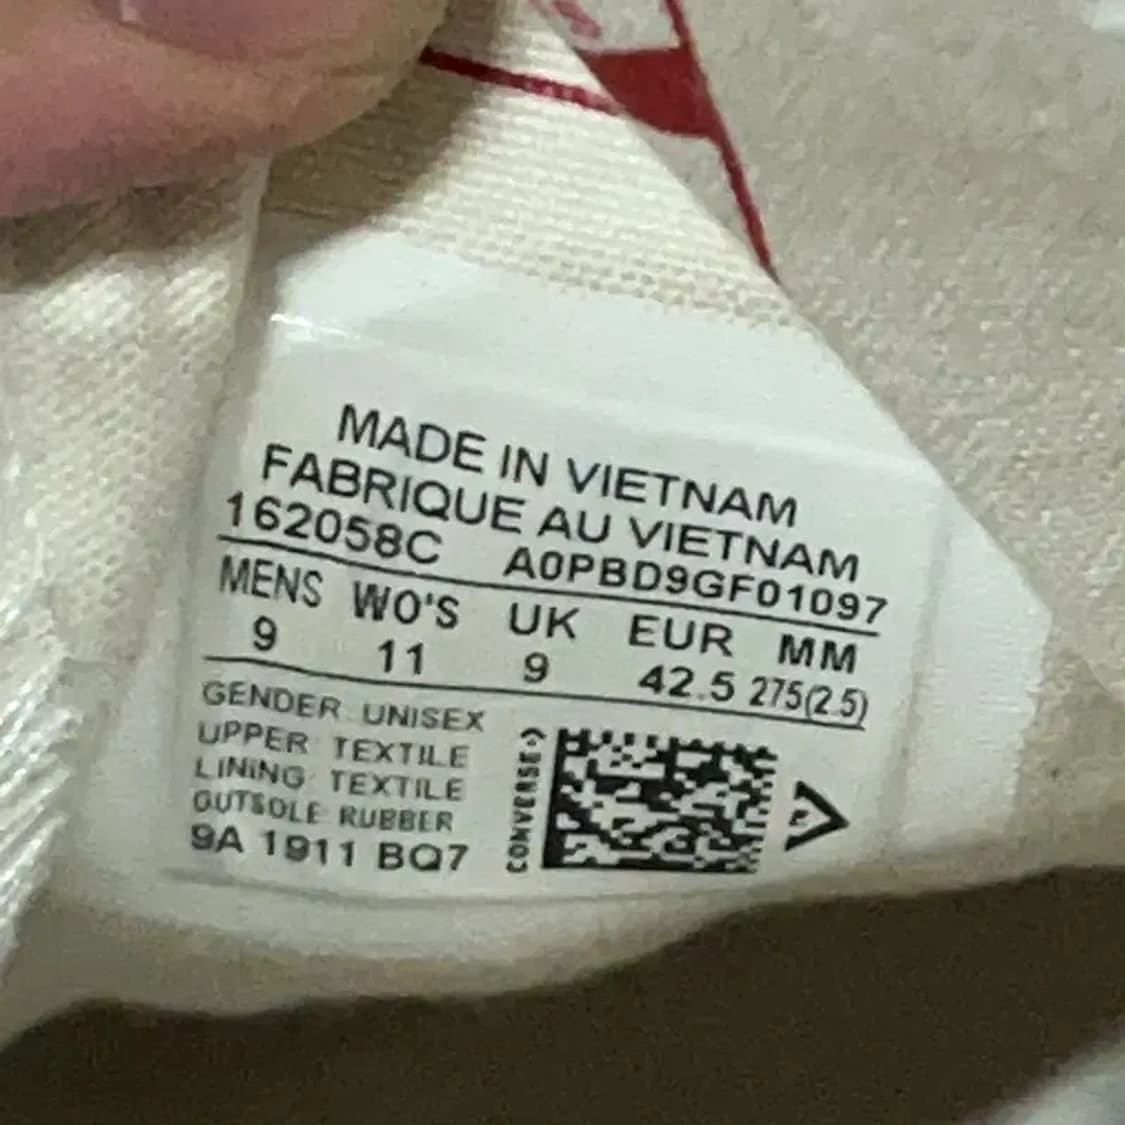 MADE IN VIETNAM
FABRIQUE AU VIETNAM
162058C A0PBD9GF01097
MENS WO'S UK EUR MM
9 11 9 42.5 275(2.5)
GENDER UNISEX
UPPER TEXTILE
LINING TEXTILE
OUTSOLE RUBBER
9A 1911 BQ7
CONVERSE